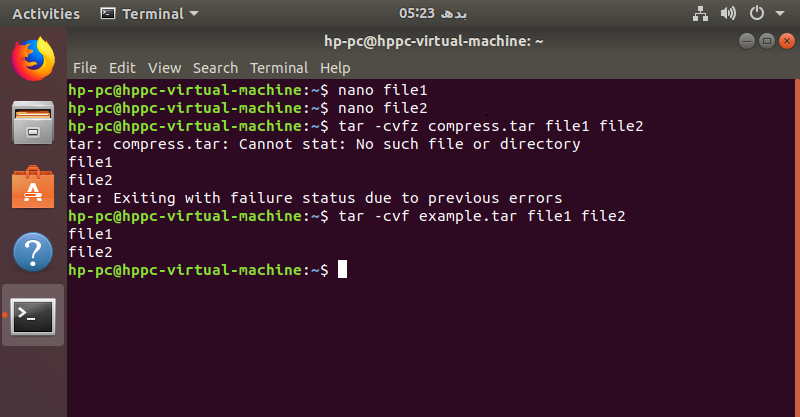 Activities Terminal بدھ 05:23
hp-pc@hppc-virtual-machine: ~
File Edit View Search Terminal Help
hp-pc@hppc-virtual-machine:~$ nano file1
hp-pc@hppc-virtual-machine:~$ nano file2
hp-pc@hppc-virtual-machine:~$ tar -cvfz compress.tar file1 file2
tar: compress.tar: Cannot stat: No such file or directory
file1
file2
tar: Exiting with failure status due to previous errors
hp-pc@hppc-virtual-machine:~$ tar -cvf example.tar file1 file2
file1
file2
hp-pc@hppc-virtual-machine:~$